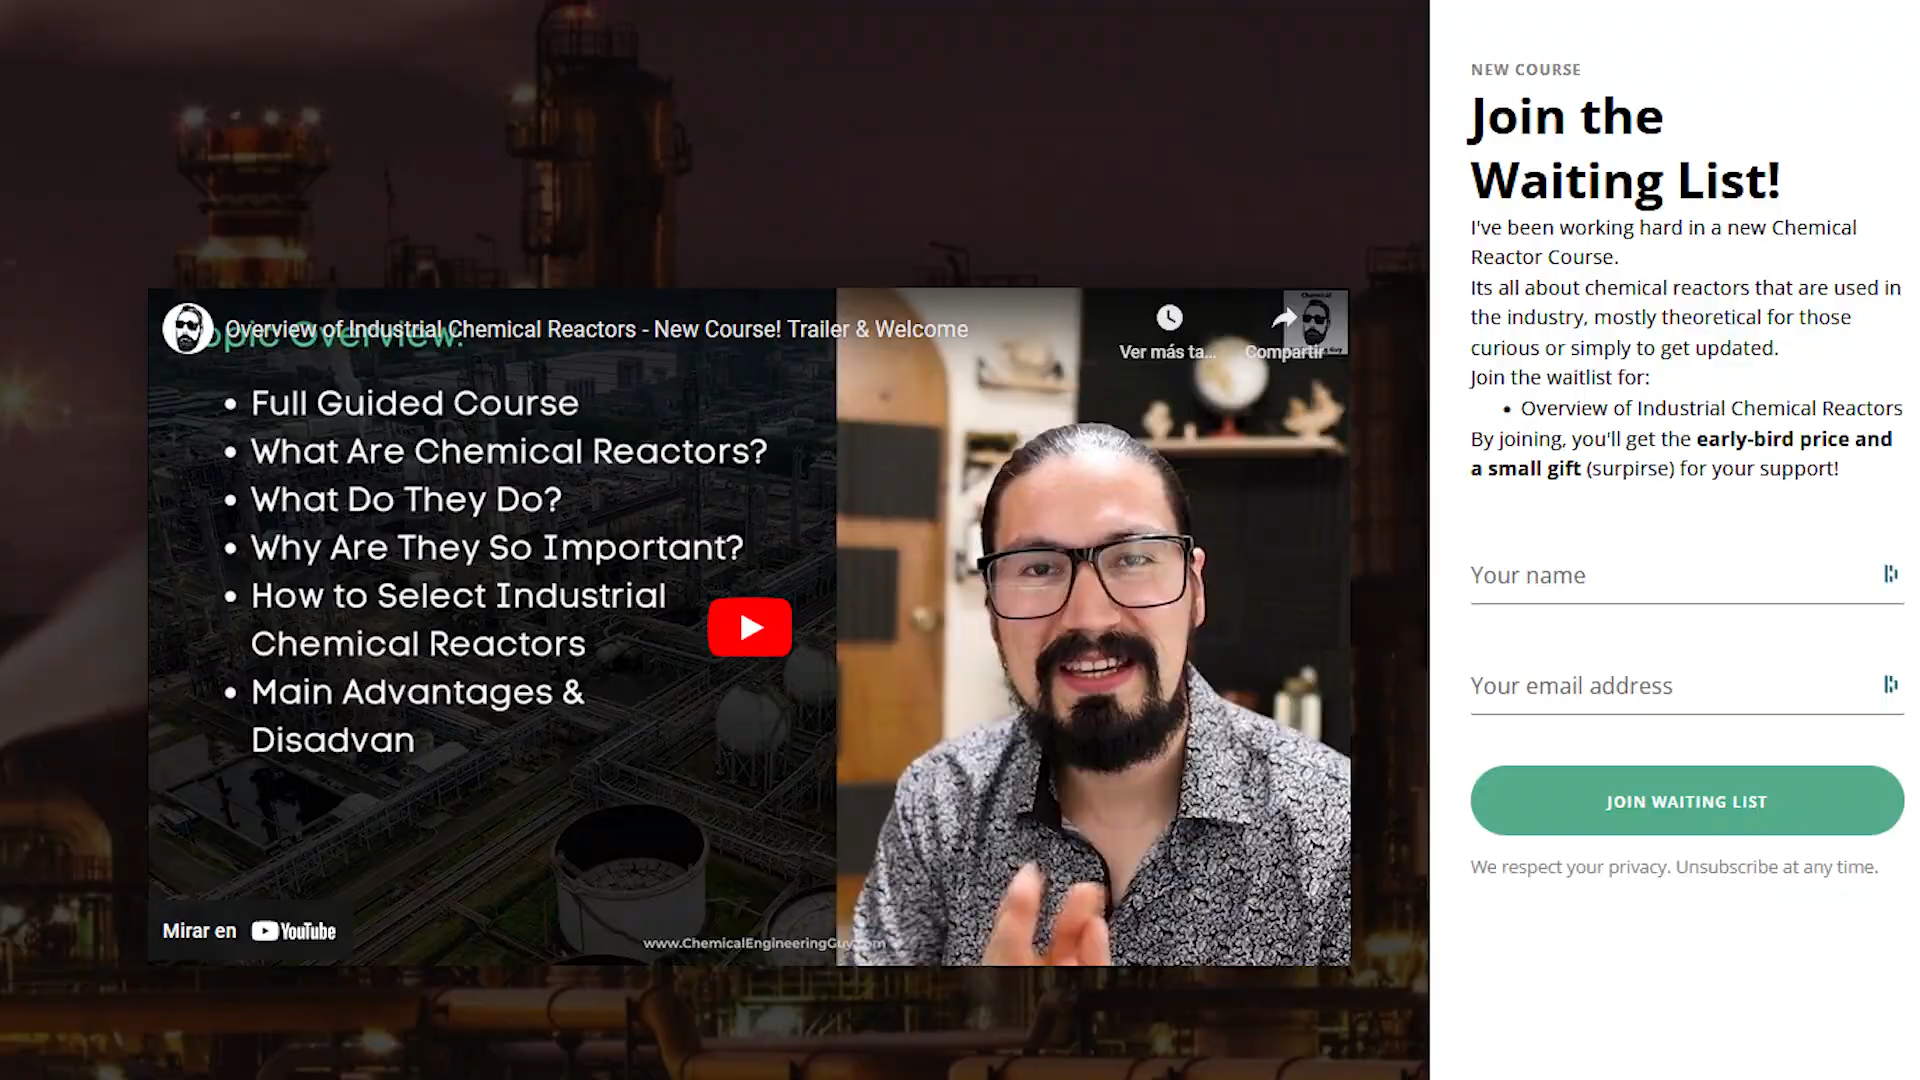 Overview of Industrial Chemical Reactors - New Course! Trailer & Welcome
Topic Overview:
Ver más ta...
Compartir
• Full Guided Course
• What Are Chemical Reactors?
• What Do They Do?
• Why Are They So Important?
• How to Select Industrial
Chemical Reactors
• Main Advantages &
Disadvan
Mirar en YouTube
www.ChemicalEngineeringGuy.com
NEW COURSE
Join the
Waiting List!
I've been working hard in a new Chemical
Reactor Course.
Its all about chemical reactors that are used in
the industry, mostly theoretical for those
curious or simply to get updated.
Join the waitlist for:
• Overview of Industrial Chemical Reactors
By joining, you'll get the early-bird price and
a small gift (surpirse) for your support!
Your name
Your email address
JOIN WAITING LIST
We respect your privacy. Unsubscribe at any time.